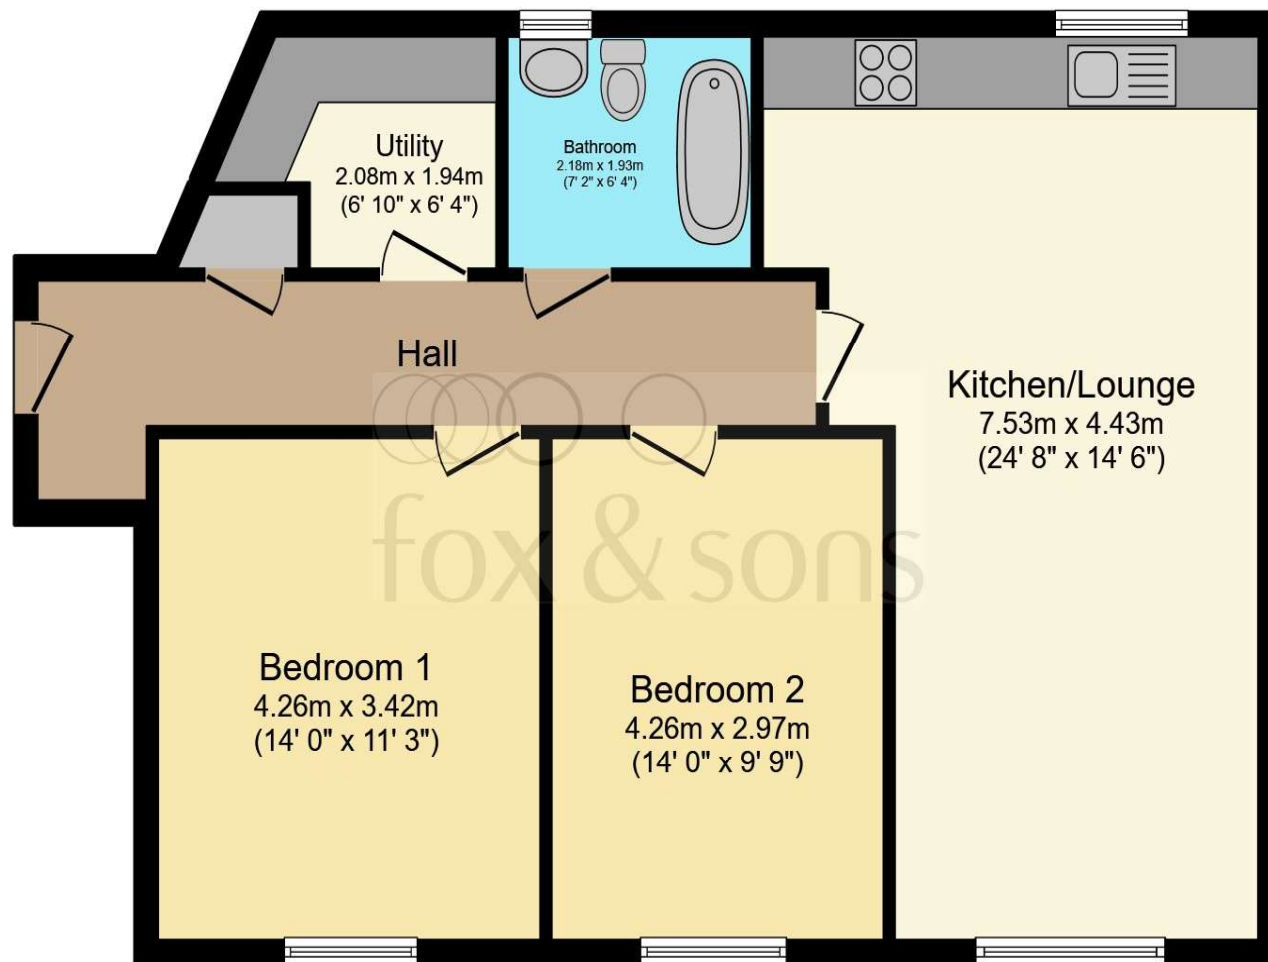 Utility
2.08m x 1.94m
(6' 10" x 6' 4")
Bathroom
2.18m x 1.93m
(7' 2" x 6' 4")
Hall
Kitchen/Lounge
7.53m x 4.43m
(24' 8" x 14' 6")
fox & sons
Bedroom 1
4.26m x 3.42m
(14' 0" x 11' 3")
Bedroom 2
4.26m x 2.97m
(14' 0" x 9' 9")